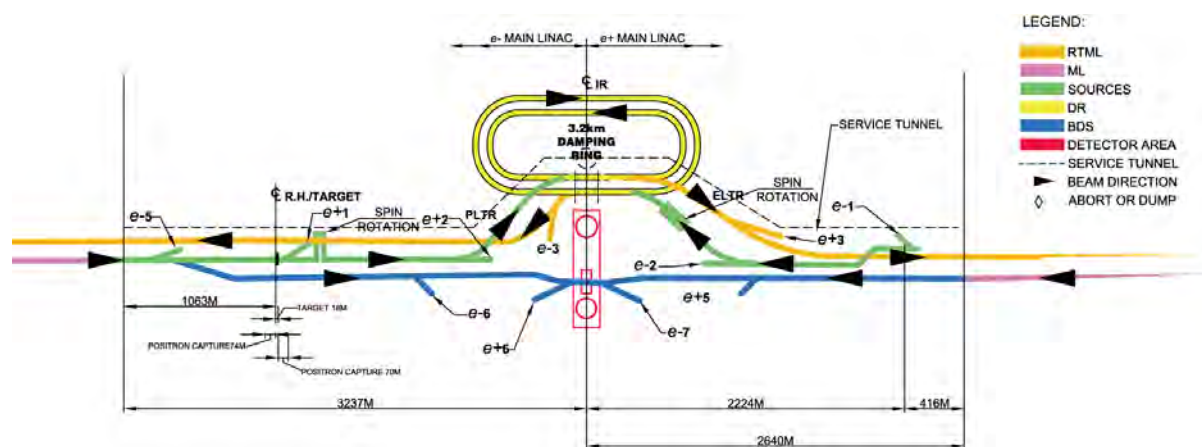 e- MAIN LINAC
e+ MAIN LINAC
LEGEND:
RTML
ML
SOURCES
DR
BDS
DETECTOR AREA
SERVICE TUNNEL
BEAM DIRECTION
ABORT OR DUMP
℄ IR
3.2km
DAMPING
RING
SERVICE TUNNEL
℄ R.H./TARGET
e+1
e-5
SPIN
ROTATION
e+2
PLTR
e-3
ELTR
SPIN
ROTATION
e-1
e+3
e-2
e+5
e-6
e+6
e-7
1063M
TARGET 18M
POSITRON CAPTURE74M
POSITRON CAPTURE 70M
3237M
2224M
416M
2640M